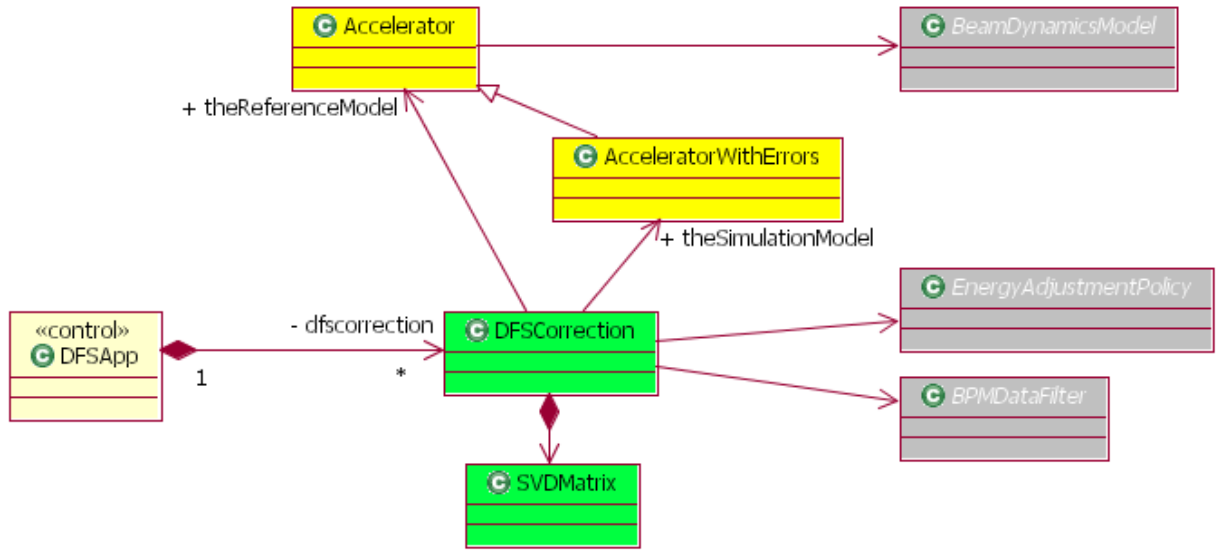 C Accelerator
C BeamDynamicsModel
+ theReferenceModel
C AcceleratorWithErrors
+ theSimulationModel
C EnergyAdjustmentPolicy
«control»
C DFSApp
- dfscorrection
C DFSCorrection
1
*
C BPMDataFilter
C SVDMatrix